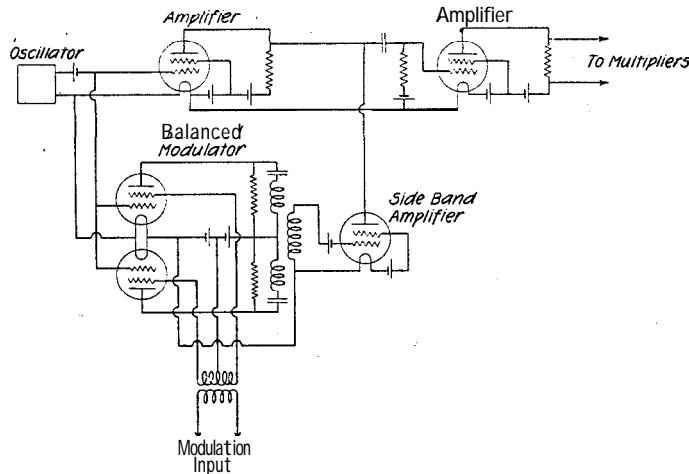 Amplifier
Amplifier
Oscillator
To Multipliers
Balanced
Modulator
Side Band
Amplifier
Modulation
Input